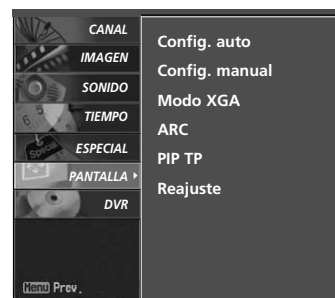 CANAL
IMAGEN
SONIDO
TIEMPO
ESPECIAL
PANTALLA
DVR
Menu Prev.
Config. auto
Config. manual
Modo XGA
ARC
PIP TP
Reajuste